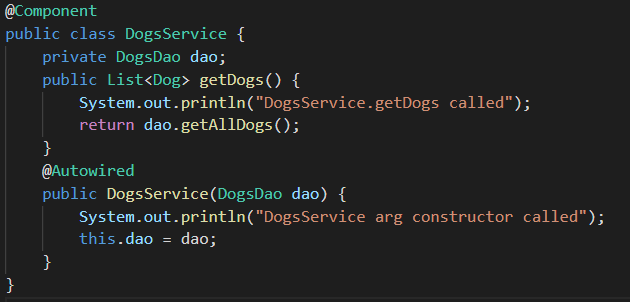 @Component
public class DogsService {
    private DogsDao dao;
    public List<Dog> getDogs() {
        System.out.println("DogsService.getDogs called");
        return dao.getAllDogs();
    }
    @Autowired
    public DogsService(DogsDao dao) {
        System.out.println("DogsService arg constructor called");
        this.dao = dao;
    }
}